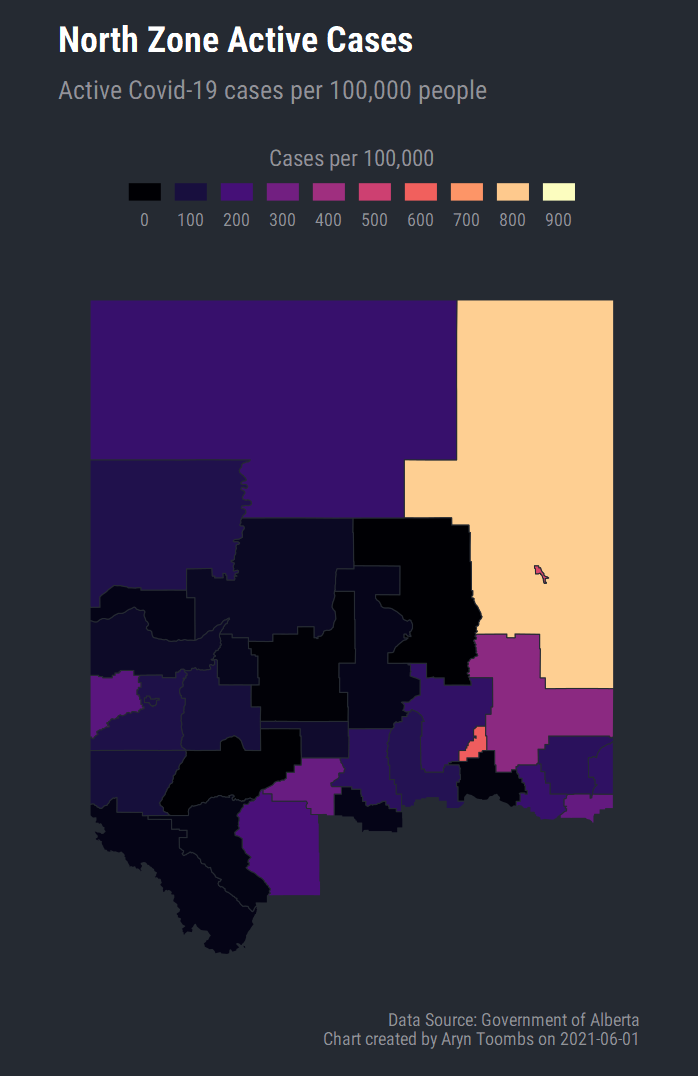 North Zone Active Cases
Active Covid-19 cases per 100,000 people
Cases per 100,000
0 100 200 300 400 500 600 700 800 900
Data Source: Government of Alberta
Chart created by Aryn Toombs on 2021-06-01